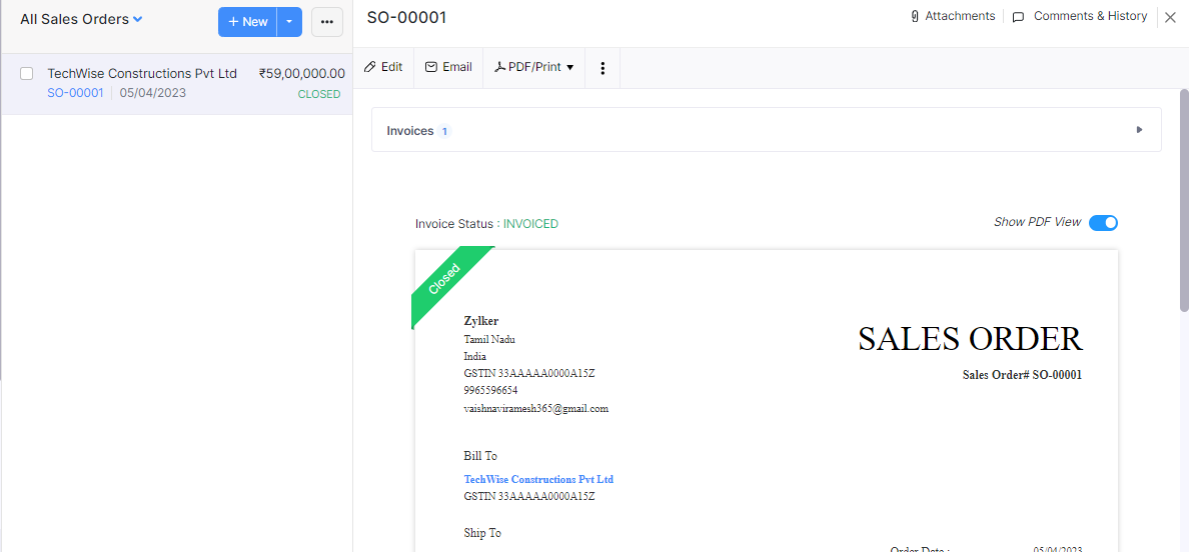 All Sales Orders
+ New
TechWise Constructions Pvt Ltd ₹59,00,000.00
SO-00001 | 05/04/2023 CLOSED
SO-00001
Attachments
Comments & History
Edit
Email
PDF/Print
Invoices 1
Invoice Status : INVOICED
Show PDF View
Closed
Zylker
Tamil Nadu
India
GSTIN 33AAAAA0000A15Z
9965596654
vaishnaviramesh365@gmail.com
SALES ORDER
Sales Order# SO-00001
Bill To
TechWise Constructions Pvt Ltd
GSTIN 33AAAAA0000A15Z
Ship To
Order Date : 05/04/2023